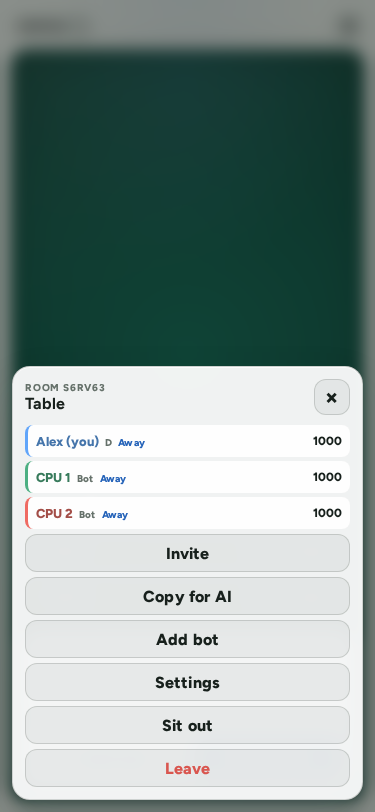 ROOM S6RV63
Table
×
Alex (you) D Away 1000
CPU 1 Bot Away 1000
CPU 2 Bot Away 1000
Invite
Copy for AI
Add bot
Settings
Sit out
Leave